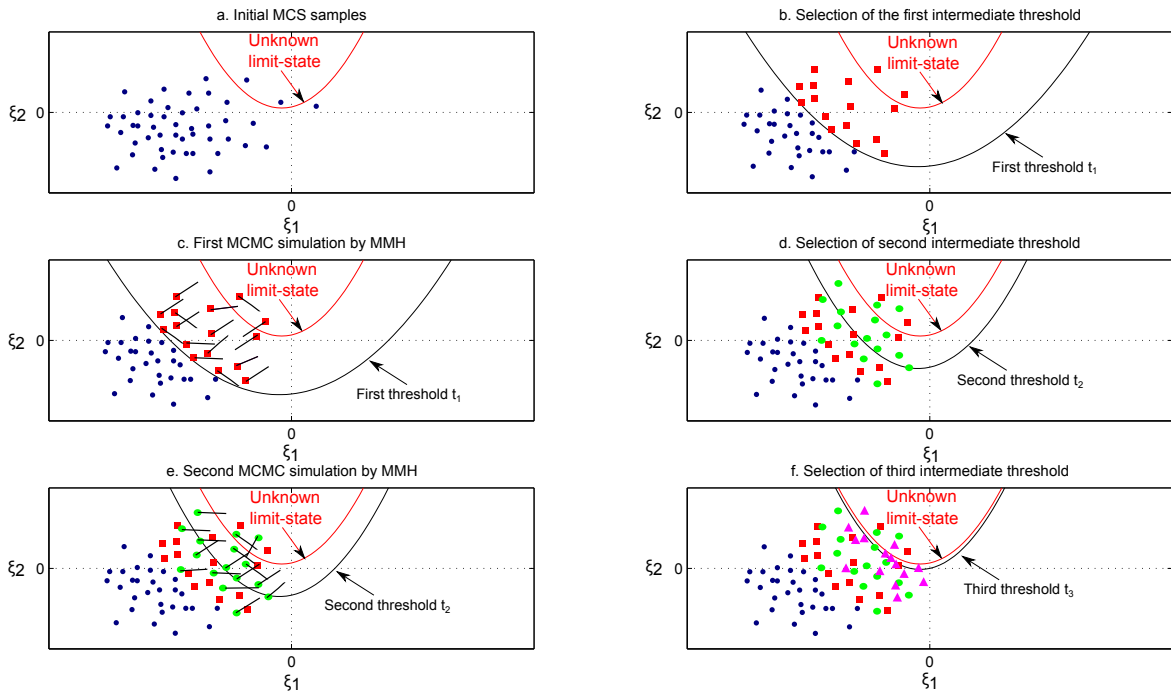 a. Initial MCS samples
Unknown
limit-state
ξ2 0
0
ξ1
b. Selection of the first intermediate threshold
Unknown
limit-state
First threshold t1
ξ2 0
0
ξ1
c. First MCMC simulation by MMH
Unknown
limit-state
First threshold t1
ξ2 0
0
ξ1
d. Selection of second intermediate threshold
Unknown
limit-state
Second threshold t2
ξ2 0
0
ξ1
e. Second MCMC simulation by MMH
Unknown
limit-state
Second threshold t2
ξ2 0
0
ξ1
f. Selection of third intermediate threshold
Unknown
limit-state
Third threshold t3
ξ2 0
0
ξ1